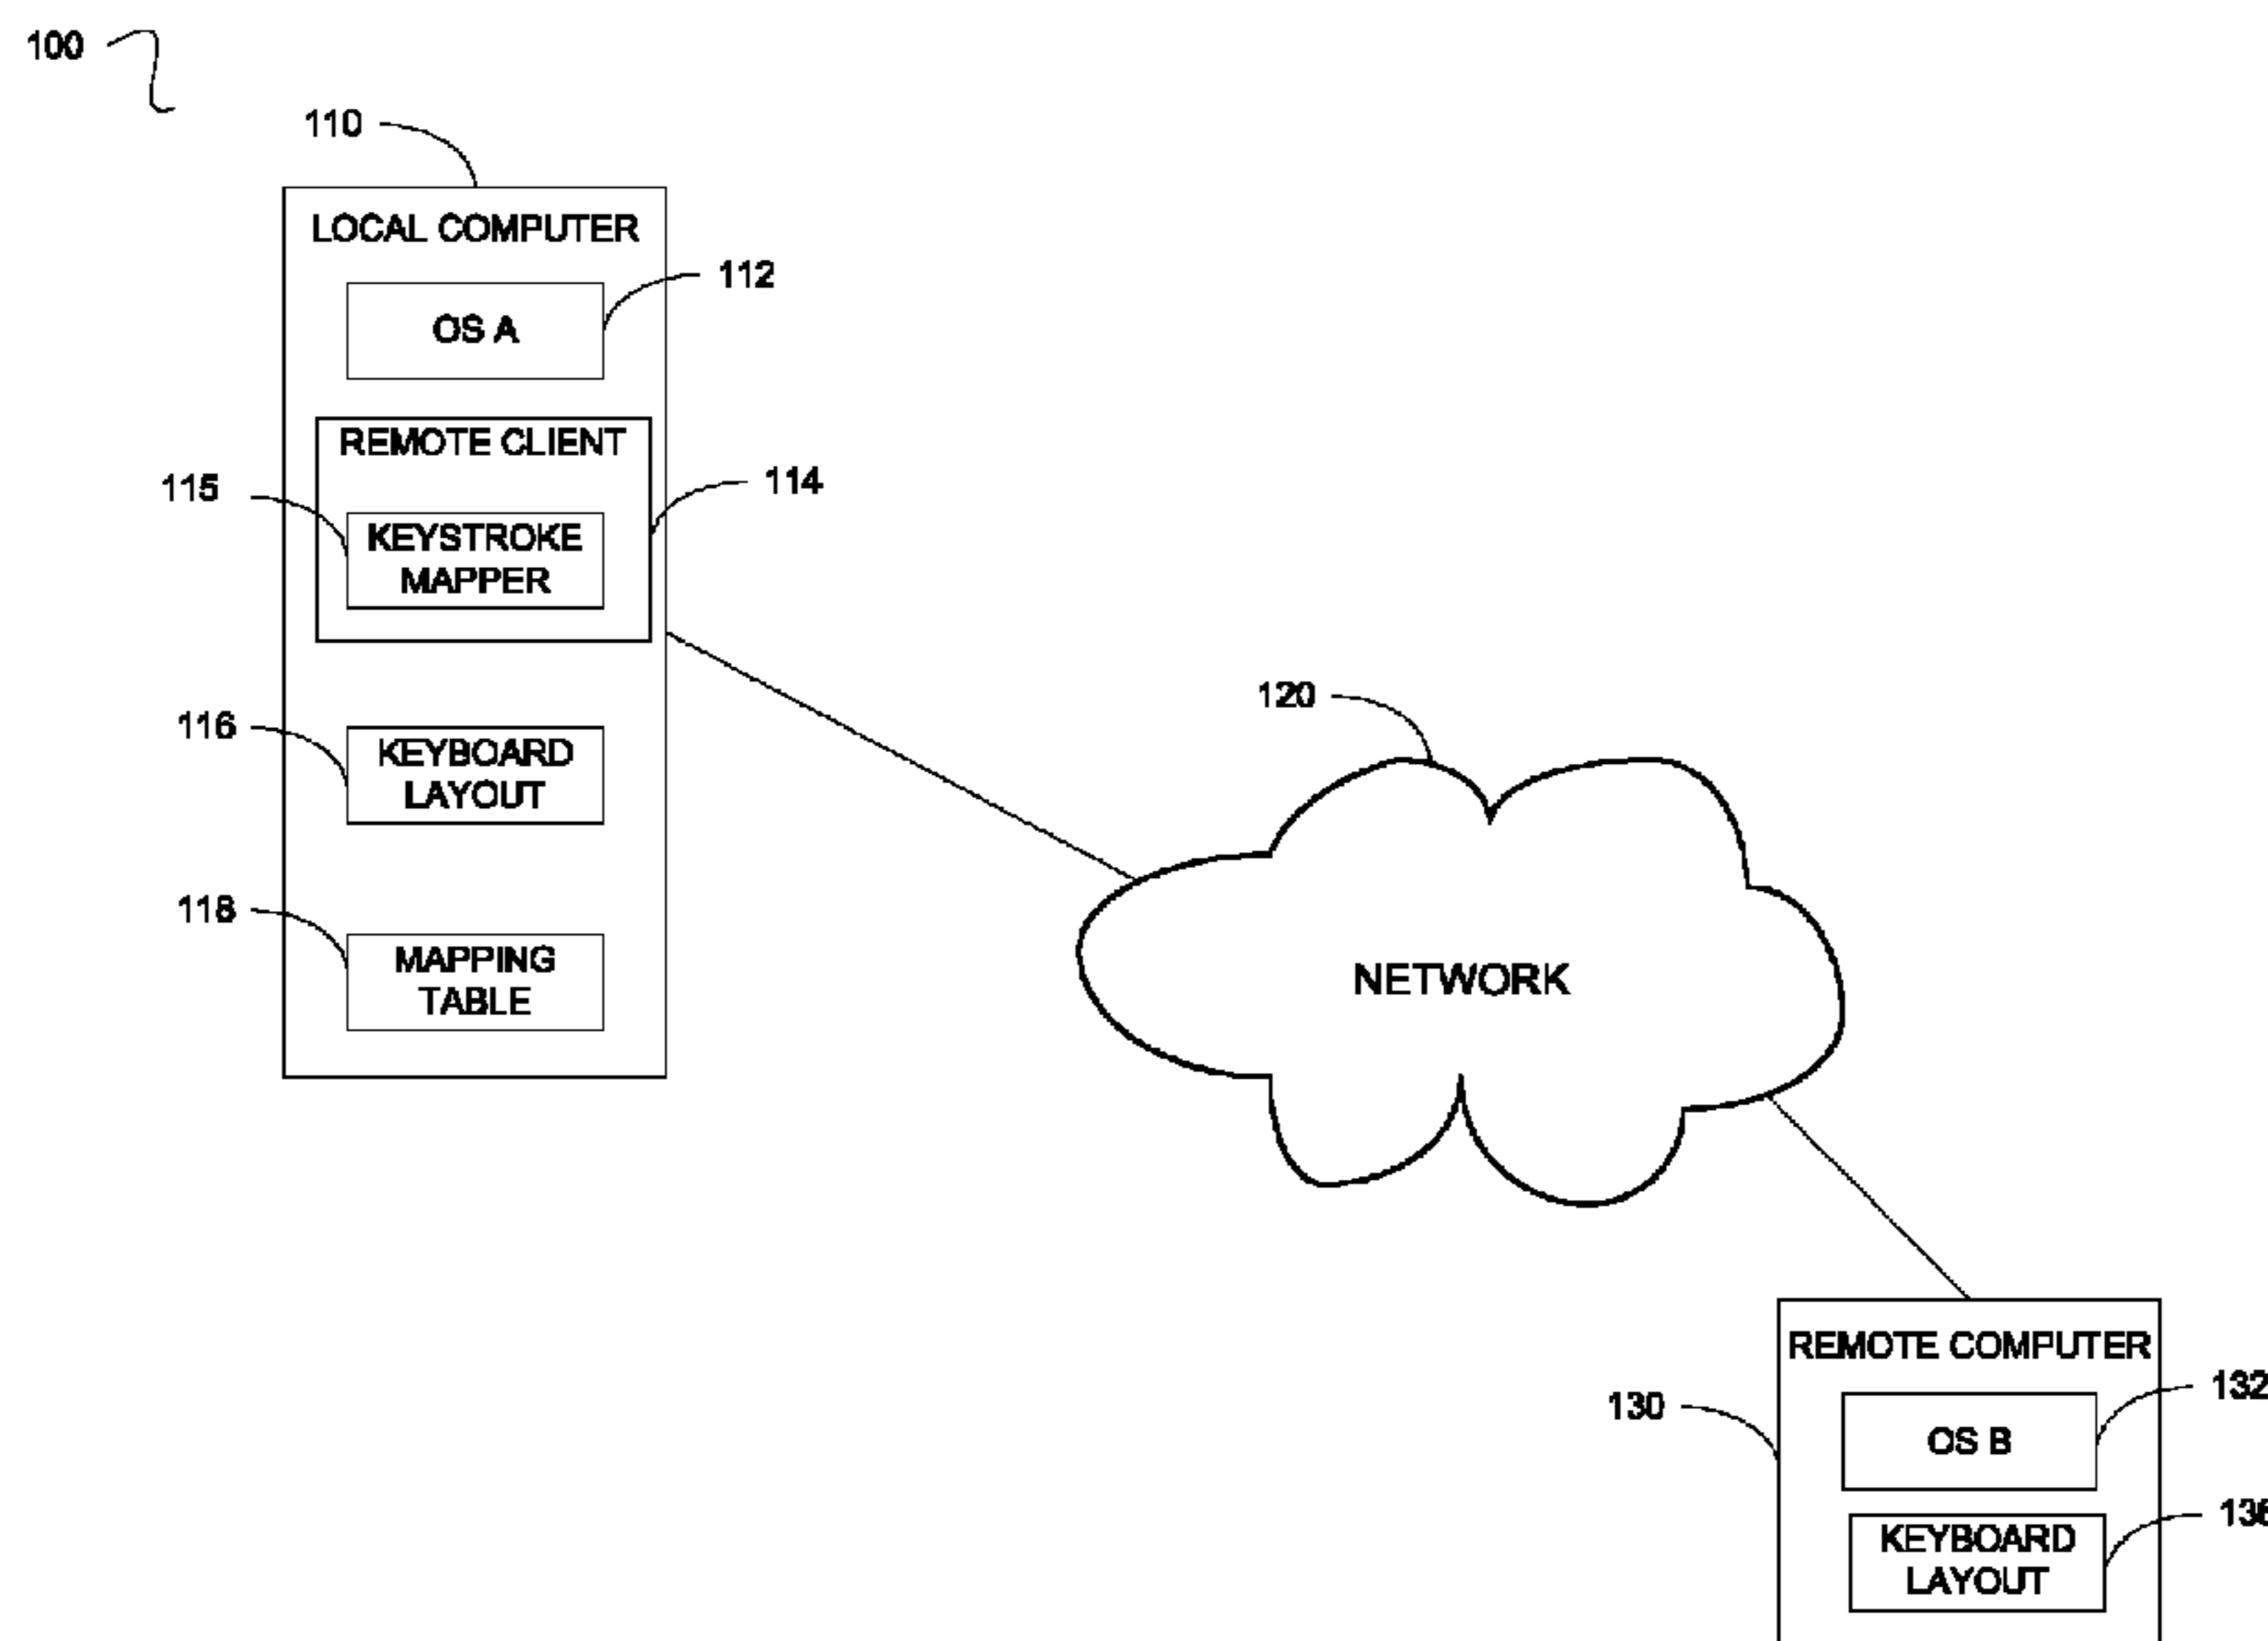 100
110
LOCAL COMPUTER
112
OS A
REMOTE CLIENT
114
115
KEYSTROKE
MAPPER
120
116
KEYBOARD
LAYOUT
118
MAPPING
TABLE
NETWORK
REMOTE COMPUTER
132
130
OS B
136
KEYBOARD
LAYOUT